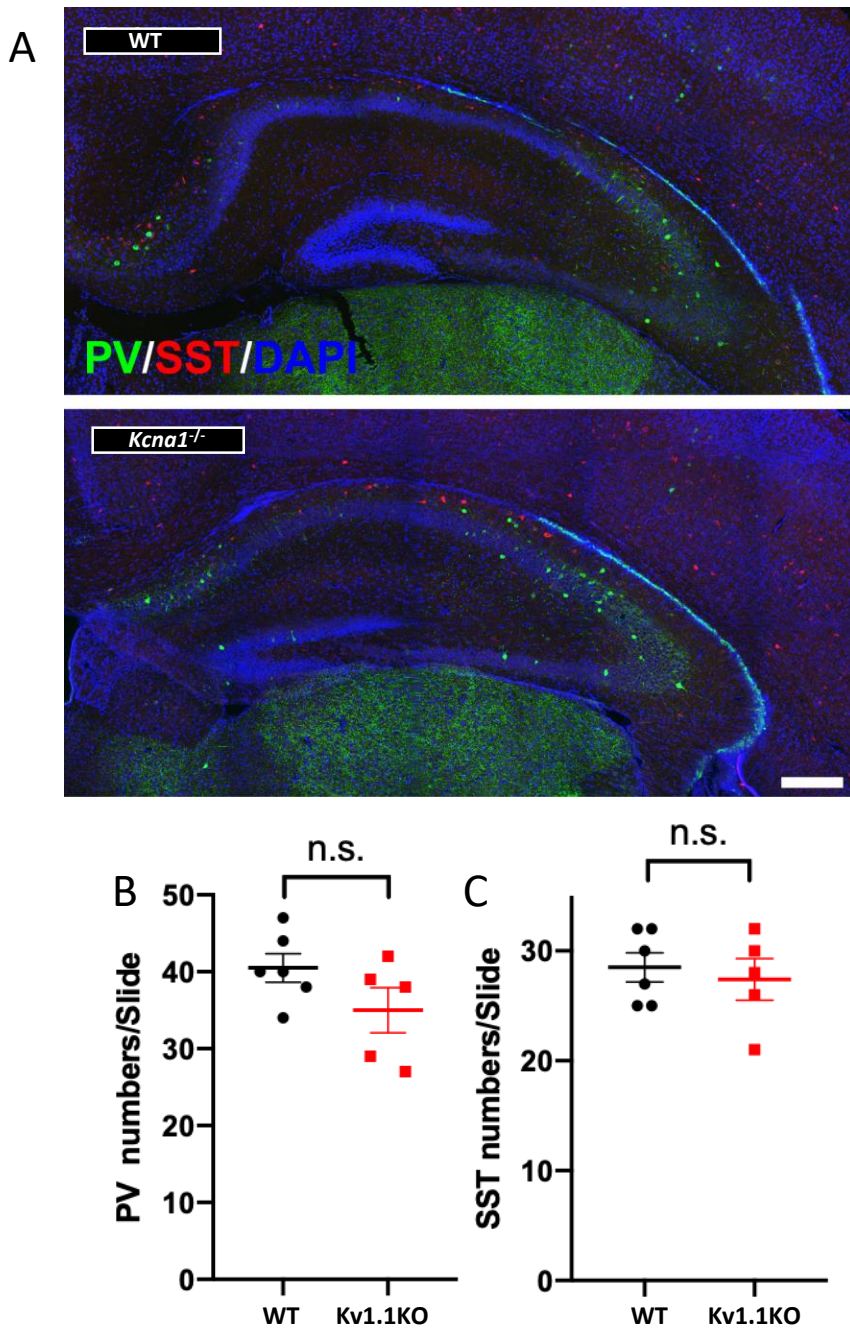 A
WT
PV/SST/DAPI
Kcna1-/-
B
n.s.
PV numbers/Slide
50
40
30
20
10
0
WT Kv1.1KO
C
n.s.
SST numbers/Slide
30
20
10
0
WT Kv1.1KO